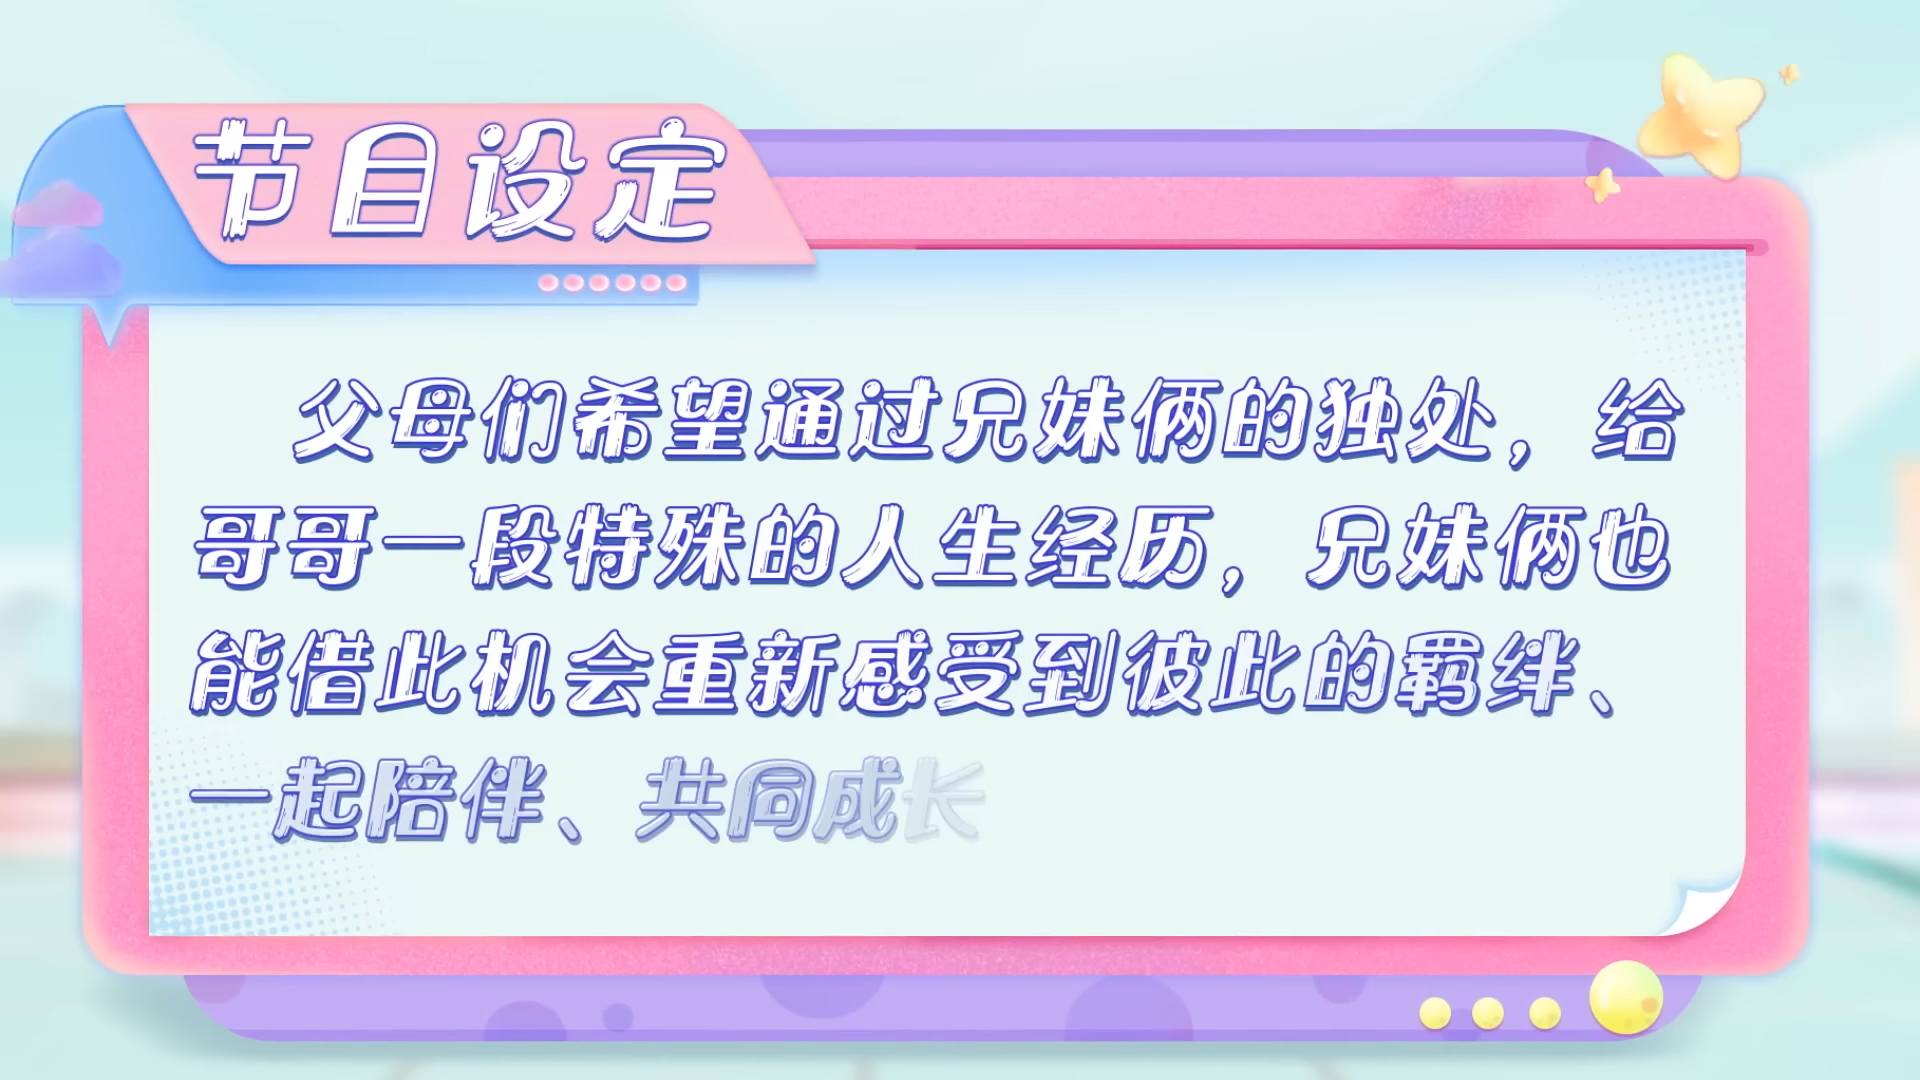 节目设定
父母们希望通过兄妹俩的独处，给
哥哥一段特殊的人生经历，兄妹俩也
能借此机会重新感受到彼此的羁绊、
一起陪伴、共同成长